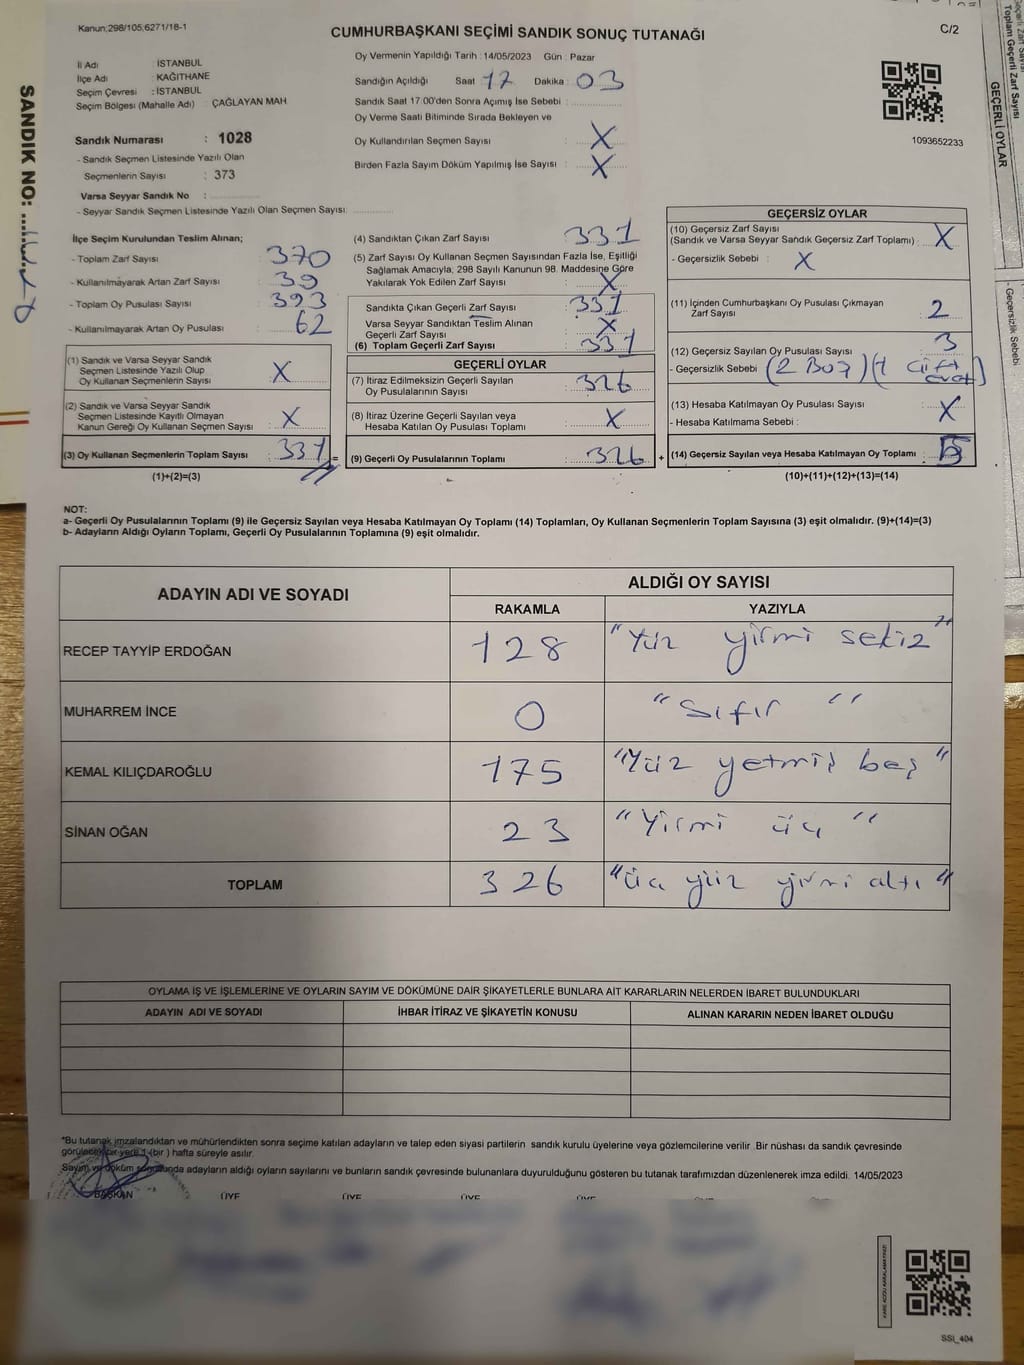 Kanun:298/105,6271/18-1
CUMHURBAŞKANI SEÇİMİ SANDIK SONUÇ TUTANAĞI
C/2
İl Adı : İSTANBUL
İlçe Adı : KAĞITHANE
Seçim Çevresi : İSTANBUL
Seçim Bölgesi (Mahalle Adı) : ÇAĞLAYAN MAH
Sandık Numarası : 1028
- Sandık Seçmen Listesinde Yazılı Olan
Seçmenlerin Sayısı : 373
Varsa Seyyar Sandık No :
- Seyyar Sandık Seçmen Listesinde Yazılı Olan Seçmen Sayısı:
Oy Vermenin Yapıldığı Tarih : 14/05/2023 Gün : Pazar
Sandığın Açıldığı Saat 17 Dakika : 03
Sandık Saat 17:00'den Sonra Açımış İse Sebebi :
Oy Verme Saati Bitiminde Sırada Bekleyen ve
Oy Kullandırılan Seçmen Sayısı : X
Birden Fazla Sayım Döküm Yapılmış İse Sayısı : X
1093652233
SANDIK NO:
GEÇERLİ OYLAR
Toplam Geçerli Zarf Sayısı
- Geçersizlik Sebebi
İlçe Seçim Kurulundan Teslim Alınan;
- Toplam Zarf Sayısı : 370
- Kullanılmayarak Artan Zarf Sayısı : 39
- Toplam Oy Pusulası Sayısı : 393
- Kullanılmayarak Artan Oy Pusulası : 62
(1) Sandık ve Varsa Seyyar Sandık
Seçmen Listesinde Yazılı Olup
Oy Kullanan Seçmenlerin Sayısı : X
(2) Sandık ve Varsa Seyyar Sandık
Seçmen Listesinde Kayıtlı Olmayan
Kanun Gereği Oy Kullanan Seçmen Sayısı : X
(3) Oy Kullanan Seçmenlerin Toplam Sayısı : 331 =
(1)+(2)=(3)
(4) Sandıktan Çıkan Zarf Sayısı : 331
(5) Zarf Sayısı Oy Kullanan Seçmen Sayısından Fazla İse, Eşitliği
Sağlamak Amacıyla, 298 Sayılı Kanunun 98. Maddesine Göre
Yakılarak Yok Edilen Zarf Sayısı : X
Sandıkta Çıkan Geçerli Zarf Sayısı : 331
Varsa Seyyar Sandıktan Teslim Alınan
Geçerli Zarf Sayısı : X
(6) Toplam Geçerli Zarf Sayısı : 331
GEÇERLİ OYLAR
(7) İtiraz Edilmeksizin Geçerli Sayılan
Oy Pusulalarının Sayısı : 326
(8) İtiraz Üzerine Geçerli Sayılan veya
Hesaba Katılan Oy Pusulası Toplamı : X
(9) Geçerli Oy Pusulalarının Toplamı : 326 +
GEÇERSİZ OYLAR
(10) Geçersiz Zarf Sayısı
(Sandık ve Varsa Seyyar Sandık Geçersiz Zarf Toplamı) : X
- Geçersizlik Sebebi : X
(11) İçinden Cumhurbaşkanı Oy Pusulası Çıkmayan
Zarf Sayısı : 2
(12) Geçersiz Sayılan Oy Pusulası Sayısı : 3
- Geçersizlik Sebebi (2 Boş) (1 Çift evet)
(13) Hesaba Katılmayan Oy Pusulası Sayısı : X
- Hesaba Katılmama Sebebi :
(14) Geçersiz Sayılan veya Hesaba Katılmayan Oy Toplamı : 5
(10)+(11)+(12)+(13)=(14)
NOT:
a- Geçerli Oy Pusulalarının Toplamı (9) ile Geçersiz Sayılan veya Hesaba Katılmayan Oy Toplamı (14) Toplamları, Oy Kullanan Seçmenlerin Toplam Sayısına (3) eşit olmalıdır. (9)+(14)=(3)
b- Adayların Aldığı Oyların Toplamı, Geçerli Oy Pusulalarının Toplamına (9) eşit olmalıdır.
ADAYIN ADI VE SOYADI
ALDIĞI OY SAYISI
RAKAMLA YAZIYLA
RECEP TAYYİP ERDOĞAN 128 "Yüz yirmi sekiz"
MUHARREM İNCE 0 "Sıfır"
KEMAL KILIÇDAROĞLU 175 "Yüz yetmiş beş"
SİNAN OĞAN 23 "Yirmi üç"
TOPLAM 326 "üç yüz yirmi altı"
OYLAMA İŞ VE İŞLEMLERİNE VE OYLARIN SAYIM VE DÖKÜMÜNE DAİR ŞİKAYETLERLE BUNLARA AİT KARARLARIN NELERDEN İBARET BULUNDUKLARI
ADAYIN ADI VE SOYADI İHBAR İTİRAZ VE ŞİKAYETİN KONUSU ALINAN KARARIN NEDEN İBARET OLDUĞU
*Bu tutanak imzalandıktan ve mühürlendikten sonra seçime katılan adayların ve talep eden siyasi partilerin sandık kurulu üyelerine veya gözlemcilerine verilir. Bir nüshası da sandık çevresinde
görülecek bir yere 1 (bir) hafta süreyle asılır.
Sayım ve döküm sonucunda adayların aldığı oyların sayılarını ve bunların sandık çevresinde bulunanlara duyurulduğunu gösteren bu tutanak tarafımızdan düzenlenerek imza edildi. 14/05/2023
BAŞKAN ÜYE ÜYE ÜYE ÜYE
SSİ_404